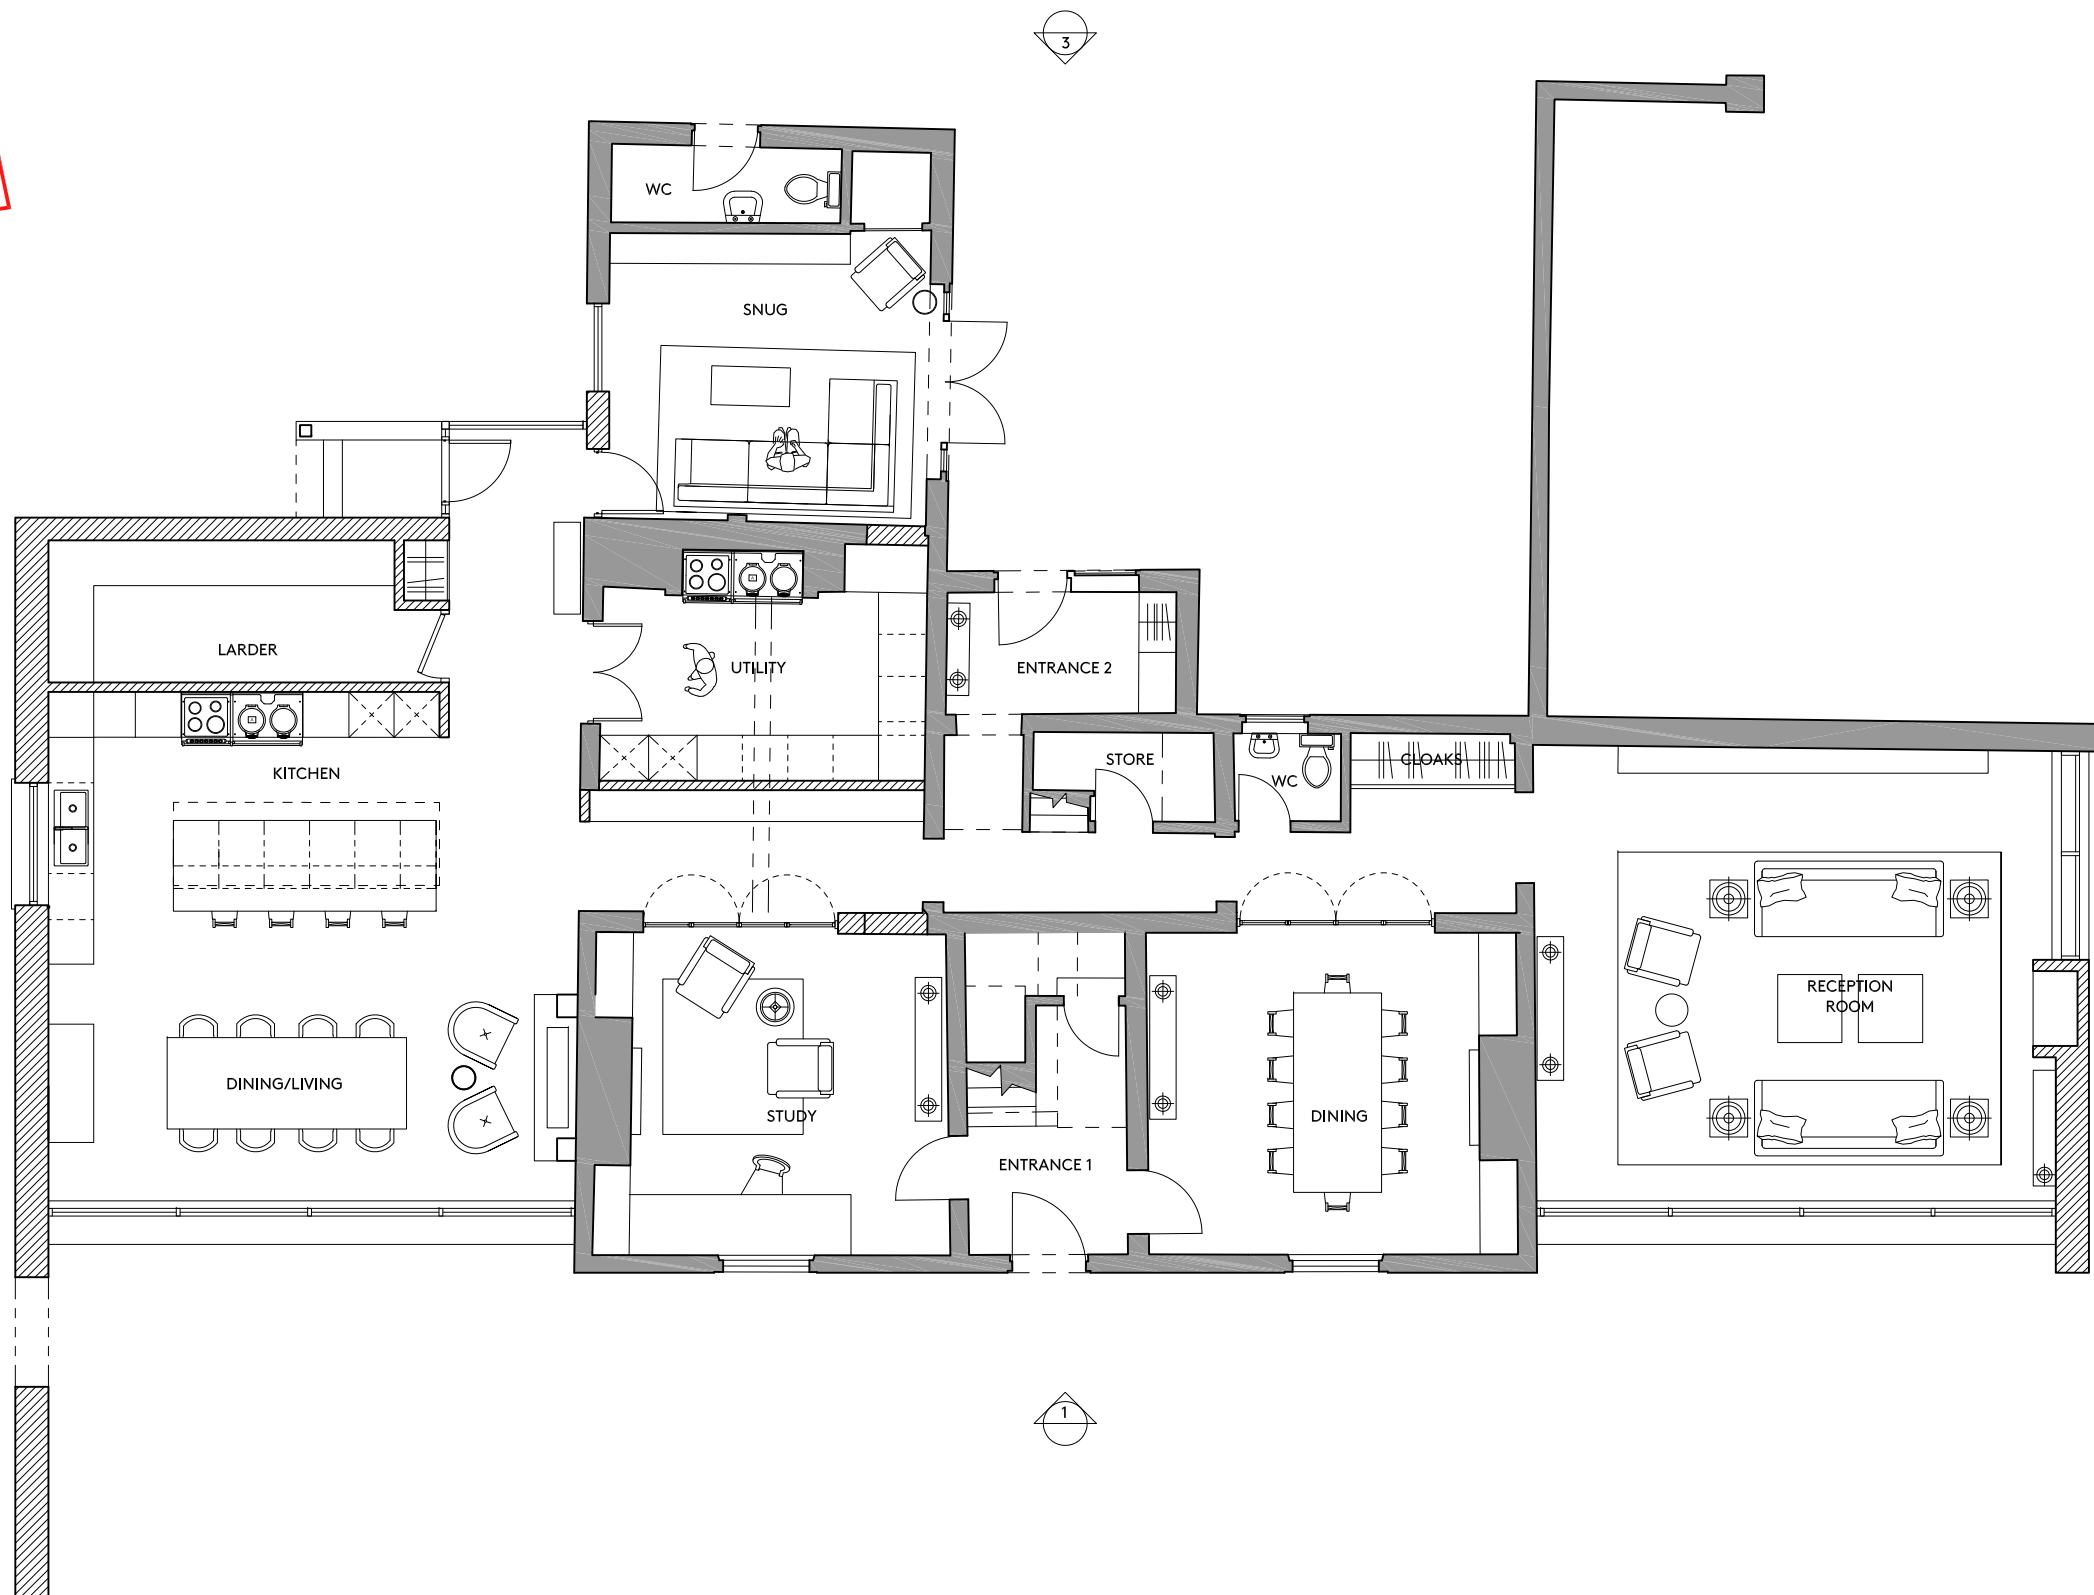 3
WC
SNUG
LARDER
UTILITY
ENTRANCE 2
STORE
CLOAKS
WC
KITCHEN
RECEPTION
ROOM
DINING/LIVING
STUDY
DINING
ENTRANCE 1
1